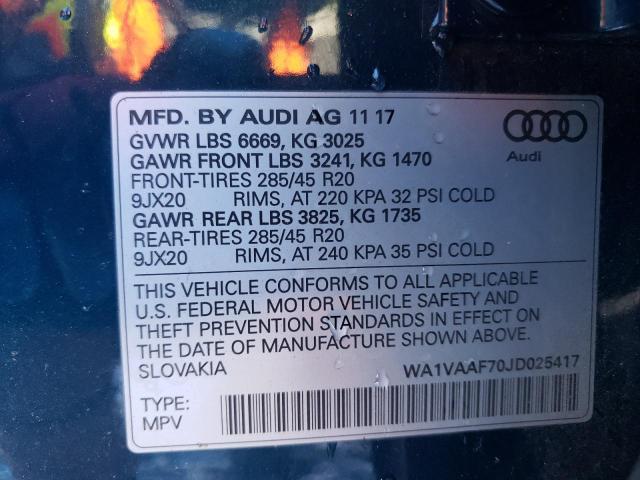 MFD. BY AUDI AG 11 17
GVWR LBS 6669, KG 3025
GAWR FRONT LBS 3241, KG 1470
FRONT-TIRES 285/45 R20
9JX20 RIMS, AT 220 KPA 32 PSI COLD
GAWR REAR LBS 3825, KG 1735
REAR-TIRES 285/45 R20
9JX20 RIMS, AT 240 KPA 35 PSI COLD
Audi
THIS VEHICLE CONFORMS TO ALL APPLICABLE
U.S. FEDERAL MOTOR VEHICLE SAFETY AND
THEFT PREVENTION STANDARDS IN EFFECT ON
THE DATE OF MANUFACTURE SHOWN ABOVE.
SLOVAKIA WA1VAAF70JD025417
TYPE:
MPV